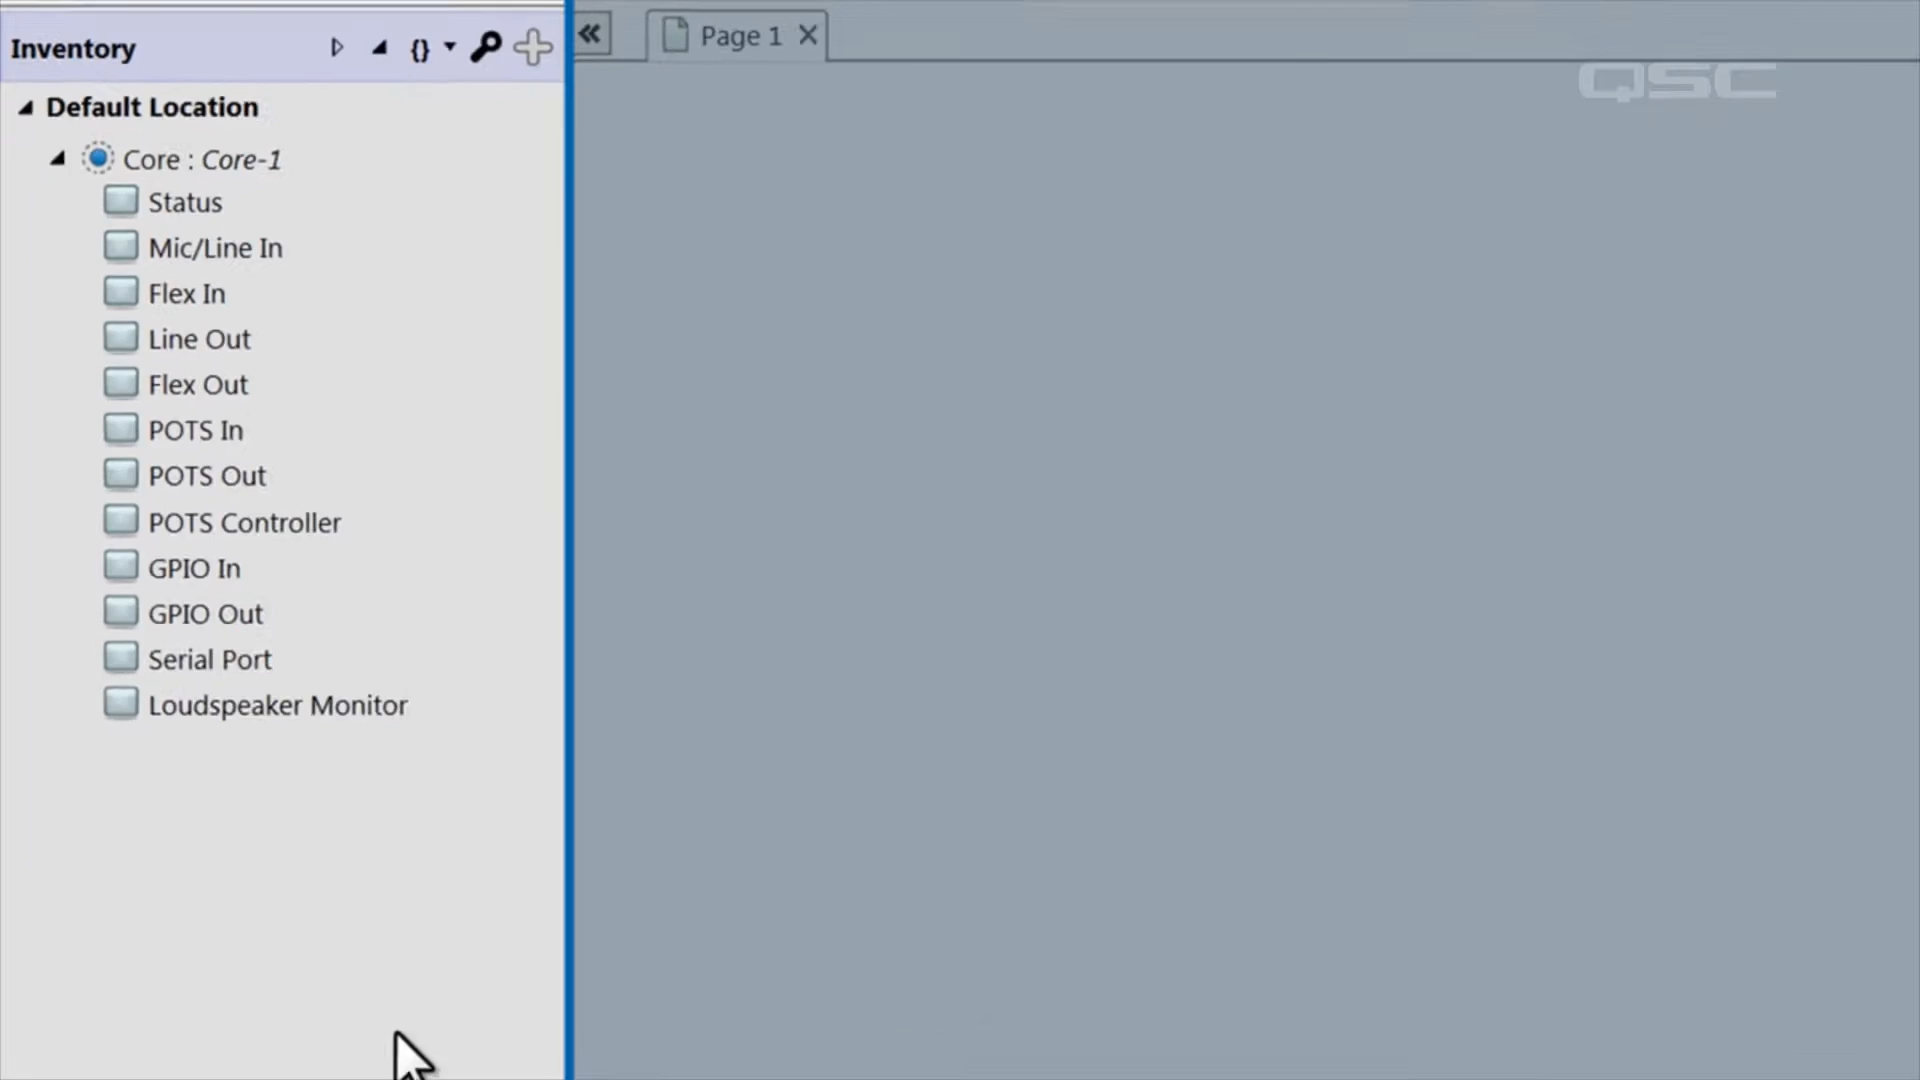 Inventory
{}
Page 1
QSC
Default Location
Core : Core-1
Status
Mic/Line In
Flex In
Line Out
Flex Out
POTS In
POTS Out
POTS Controller
GPIO In
GPIO Out
Serial Port
Loudspeaker Monitor